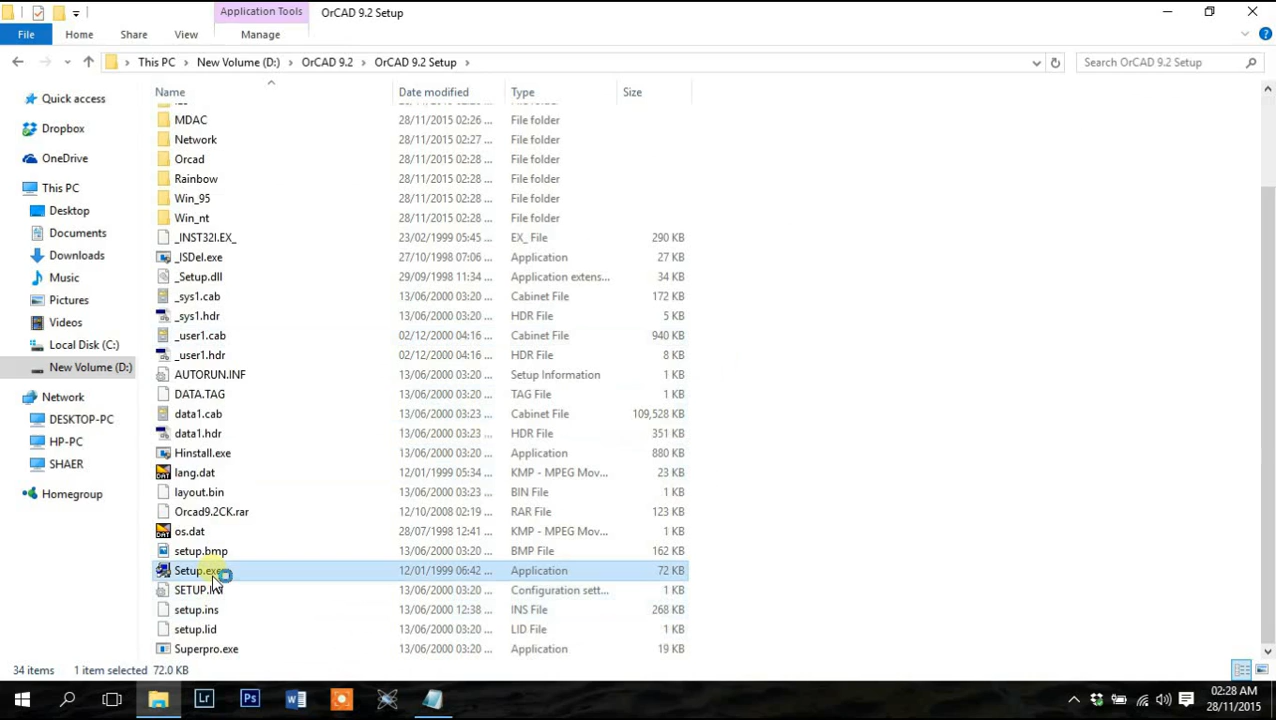 Application Tools
OrCAD 9.2 Setup
File
Home
Share
View
Manage
This PC
New Volume (D:)
OrCAD 9.2
OrCAD 9.2 Setup
Search OrCAD 9.2 Setup
Name
Date modified
Type
Size
Quick access
Dropbox
OneDrive
This PC
Desktop
Documents
Downloads
Music
Pictures
Videos
Local Disk (C:)
New Volume (D:)
Network
DESKTOP-PC
HP-PC
SHAER
Homegroup
MDAC 28/11/2015 02:26 ... File folder
Network 28/11/2015 02:27 ... File folder
Orcad 28/11/2015 02:28 ... File folder
Rainbow 28/11/2015 02:28 ... File folder
Win_95 28/11/2015 02:28 ... File folder
Win_nt 28/11/2015 02:28 ... File folder
_INST32I.EX_ 23/02/1999 05:45 ... EX_ File 290 KB
_ISDel.exe 27/10/1998 07:06 ... Application 27 KB
_Setup.dll 29/09/1998 11:34 ... Application extens... 34 KB
_sys1.cab 13/06/2000 03:20 ... Cabinet File 172 KB
_sys1.hdr 13/06/2000 03:20 ... HDR File 5 KB
_user1.cab 02/12/2000 04:16 ... Cabinet File 940 KB
_user1.hdr 02/12/2000 04:16 ... HDR File 8 KB
AUTORUN.INF 13/06/2000 03:20 ... Setup Information 1 KB
DATA.TAG 13/06/2000 03:23 ... TAG File 1 KB
data1.cab 13/06/2000 03:23 ... Cabinet File 109,528 KB
data1.hdr 13/06/2000 03:23 ... HDR File 351 KB
Hinstall.exe 13/06/2000 03:20 ... Application 880 KB
lang.dat 12/01/1999 05:34 ... KMP - MPEG Mov... 23 KB
layout.bin 13/06/2000 03:23 ... BIN File 1 KB
Orcad9.2CK.rar 12/10/2008 02:19 ... RAR File 1 KB
os.dat 28/07/1998 12:41 ... KMP - MPEG Mov... 1 KB
setup.bmp 13/06/2000 03:20 ... BMP File 162 KB
Setup.exe 12/01/1999 06:42 ... Application 72 KB
13/06/2000 03:20 ... Configuration sett... 1 KB
setup.ins 13/06/2000 12:38 ... INS File 268 KB
setup.lid 13/06/2000 03:20 ... LID File 1 KB
Superpro.exe 13/06/2000 03:20 ... Application 19 KB
34 items 1 item selected 72.0 KB
Lr
Ps
02:28 AM
28/11/2015